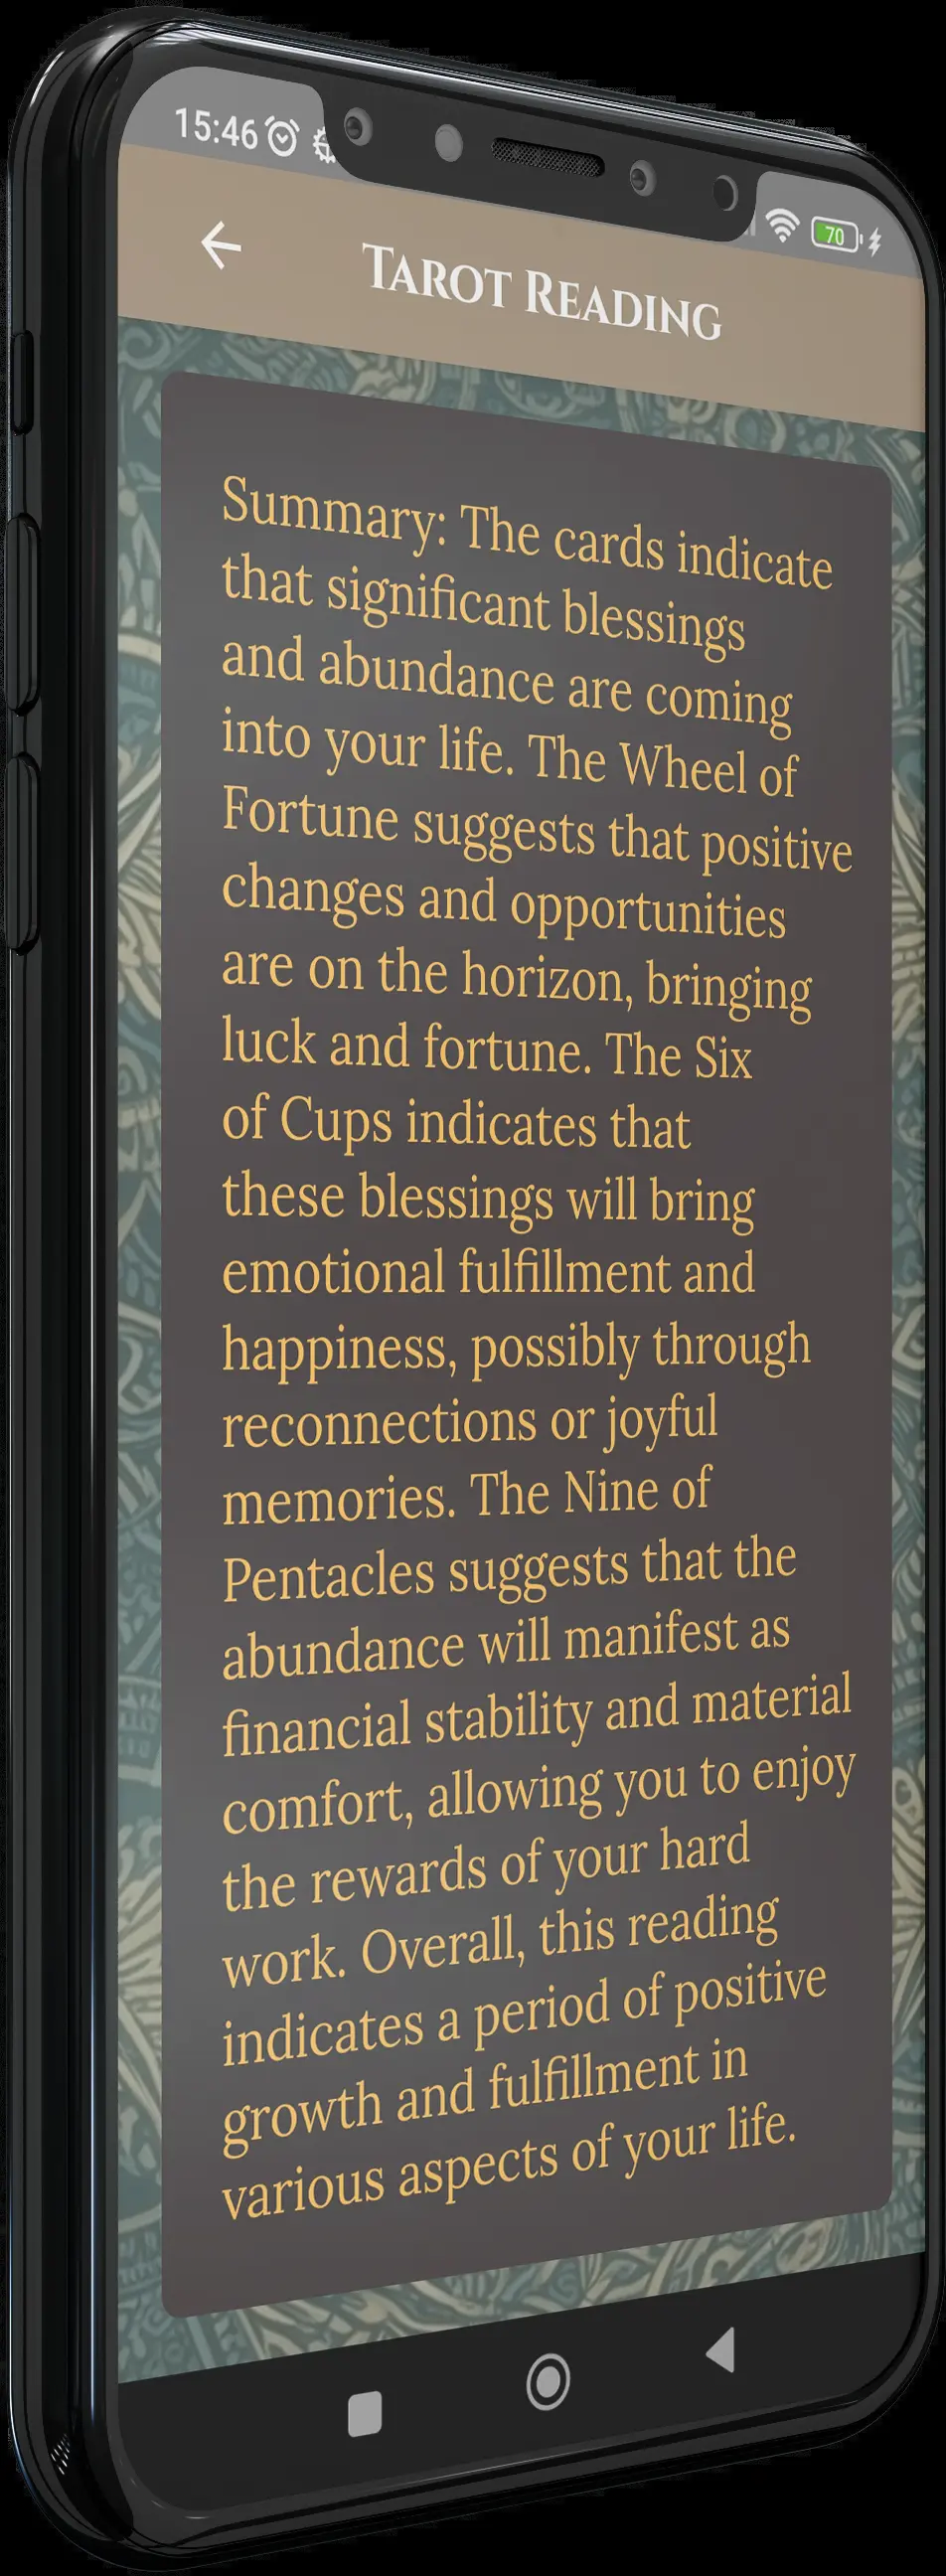 15:46
70
Tarot Reading
Summary: The cards indicate
that significant blessings
and abundance are coming
into your life. The Wheel of
Fortune suggests that positive
changes and opportunities
are on the horizon, bringing
luck and fortune. The Six
of Cups indicates that
these blessings will bring
emotional fulfillment and
happiness, possibly through
reconnections or joyful
memories. The Nine of
Pentacles suggests that the
abundance will manifest as
financial stability and material
comfort, allowing you to enjoy
the rewards of your hard
work. Overall, this reading
indicates a period of positive
growth and fulfillment in
various aspects of your life.